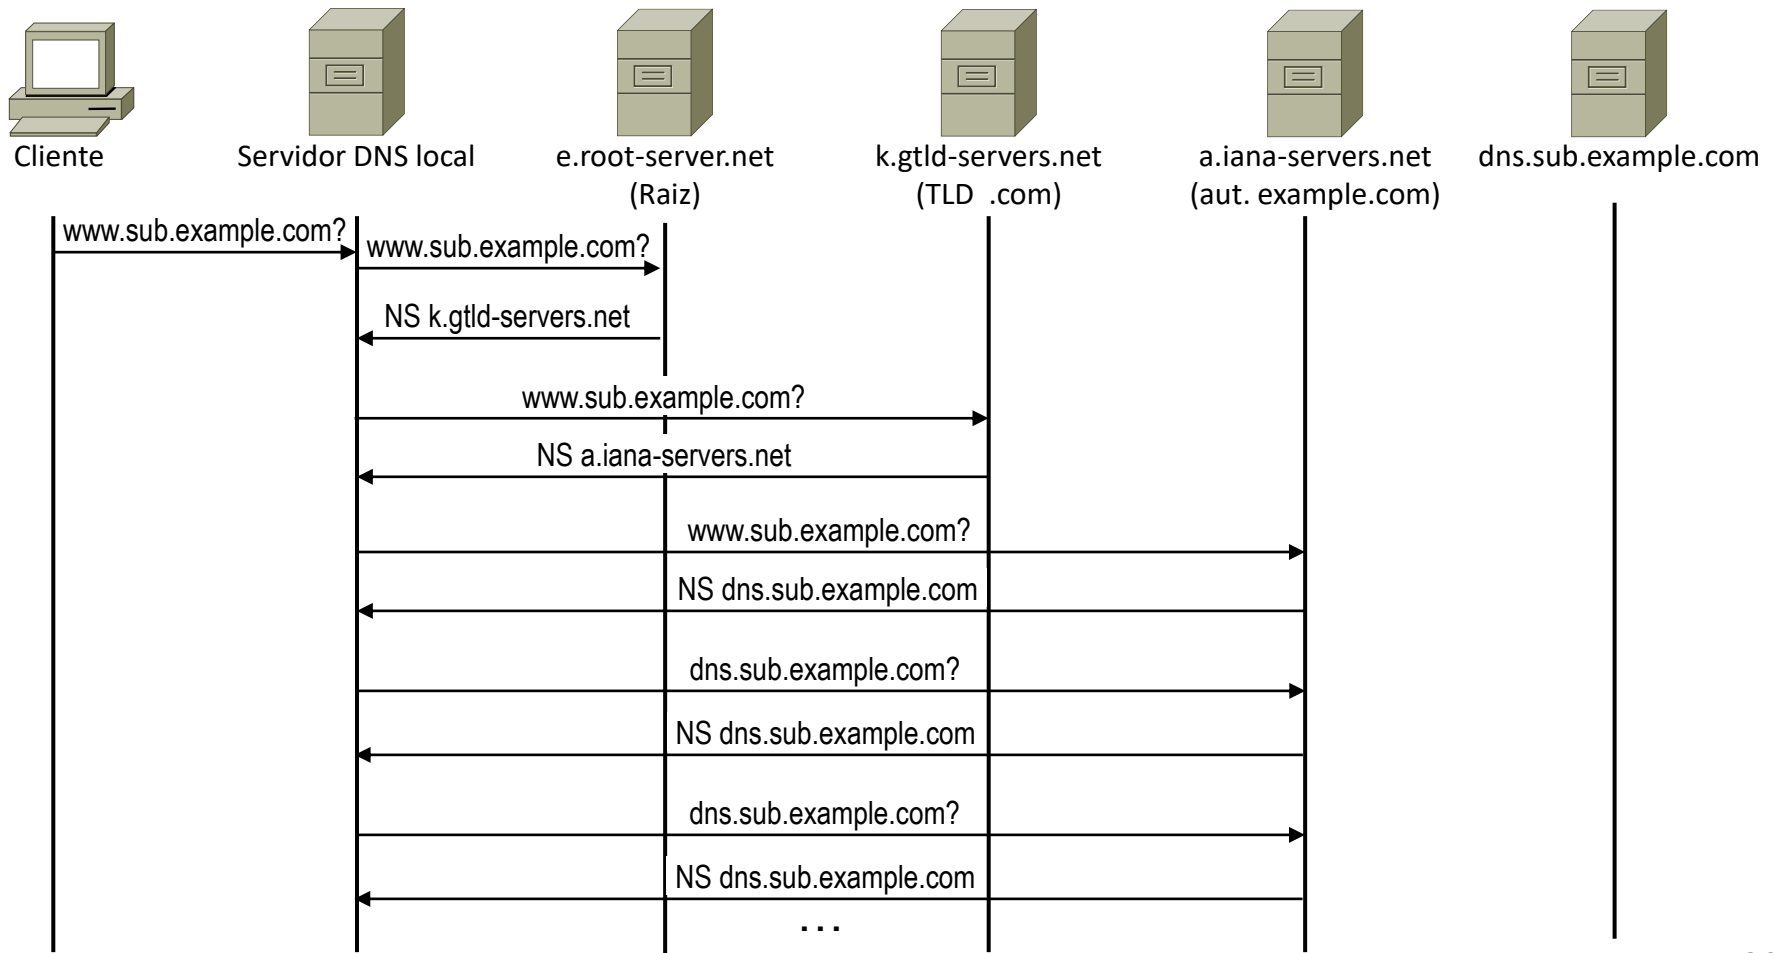 Cliente
Servidor DNS local
e.root-server.net
(Raiz)
k.gtld-servers.net
(TLD .com)
a.iana-servers.net
(aut. example.com)
dns.sub.example.com
www.sub.example.com?
www.sub.example.com?
NS k.gtld-servers.net
www.sub.example.com?
NS a.iana-servers.net
www.sub.example.com?
NS dns.sub.example.com
dns.sub.example.com?
NS dns.sub.example.com
dns.sub.example.com?
NS dns.sub.example.com
...